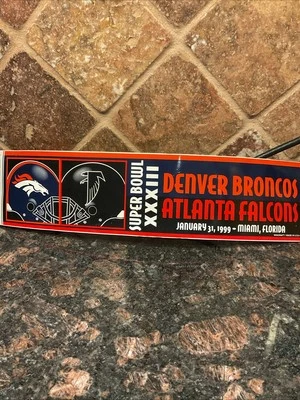 SUPER BOWL
XXXIII
DENVER BRONCOS
ATLANTA FALCONS
JANUARY 31, 1999 - MIAMI, FLORIDA